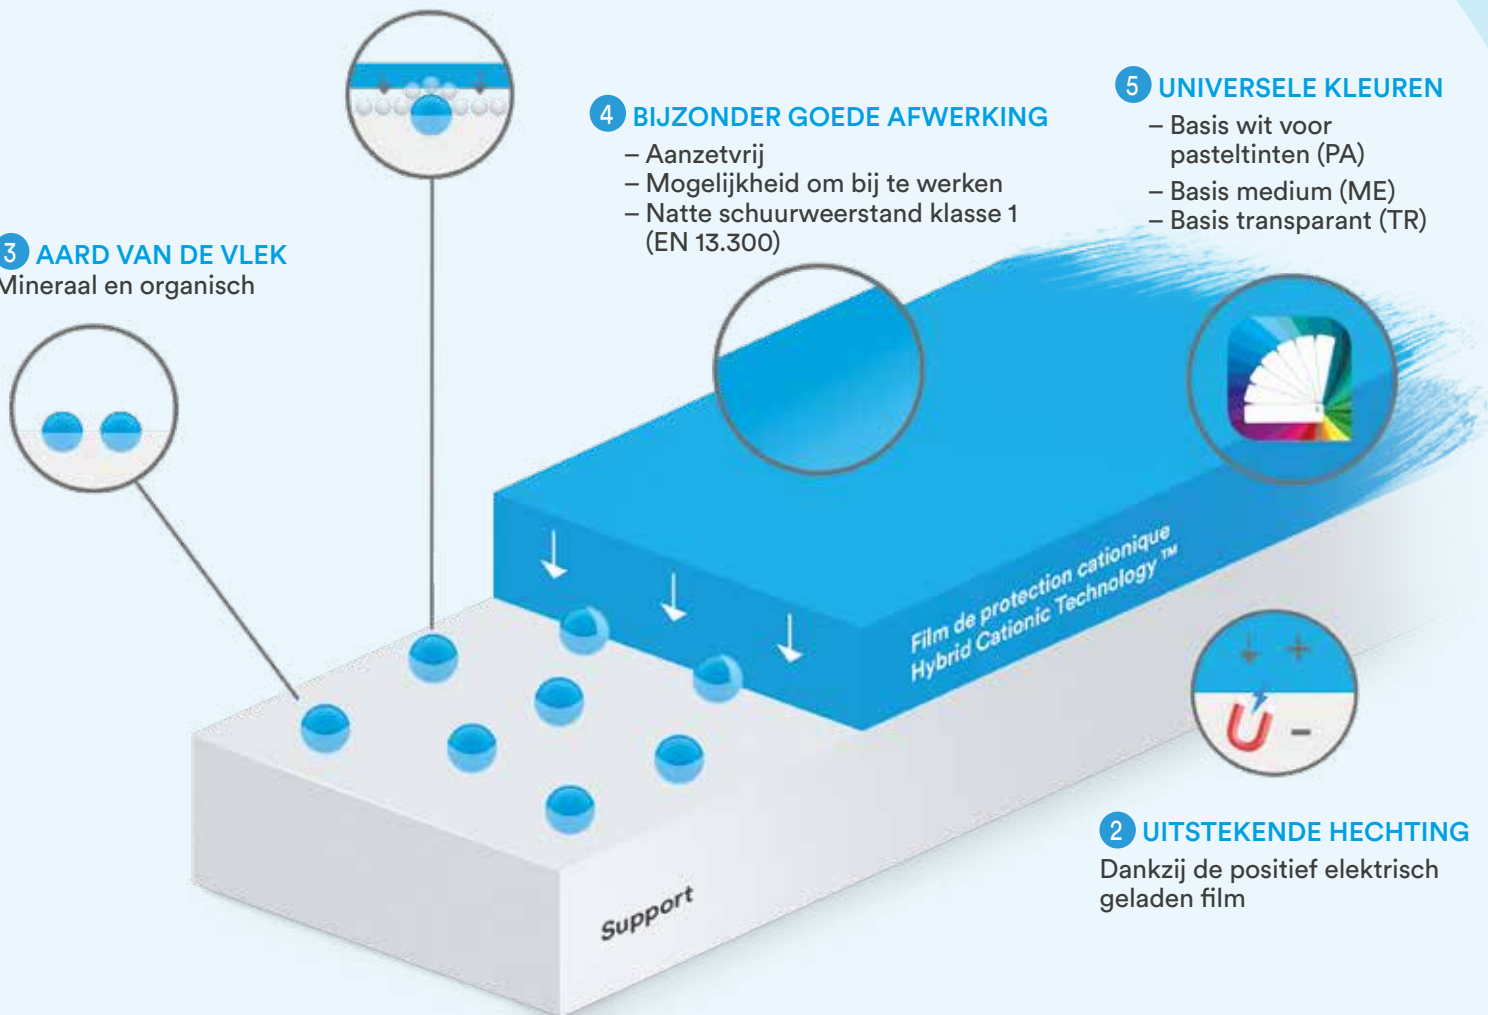 4 BIJZONDER GOEDE AFWERKING
– Aanzetvrij
– Mogelijkheid om bij te werken
– Natte schuurweerstand klasse 1
(EN 13.300)
5 UNIVERSELE KLEUREN
– Basis wit voor
pasteltinten (PA)
– Basis medium (ME)
– Basis transparant (TR)
3 AARD VAN DE VLEK
Mineraal en organisch
Film de protection cationique
Hybrid Cationic Technology ™
+
-
2 UITSTEKENDE HECHTING
Dankzij de positief elektrisch
geladen film
Support